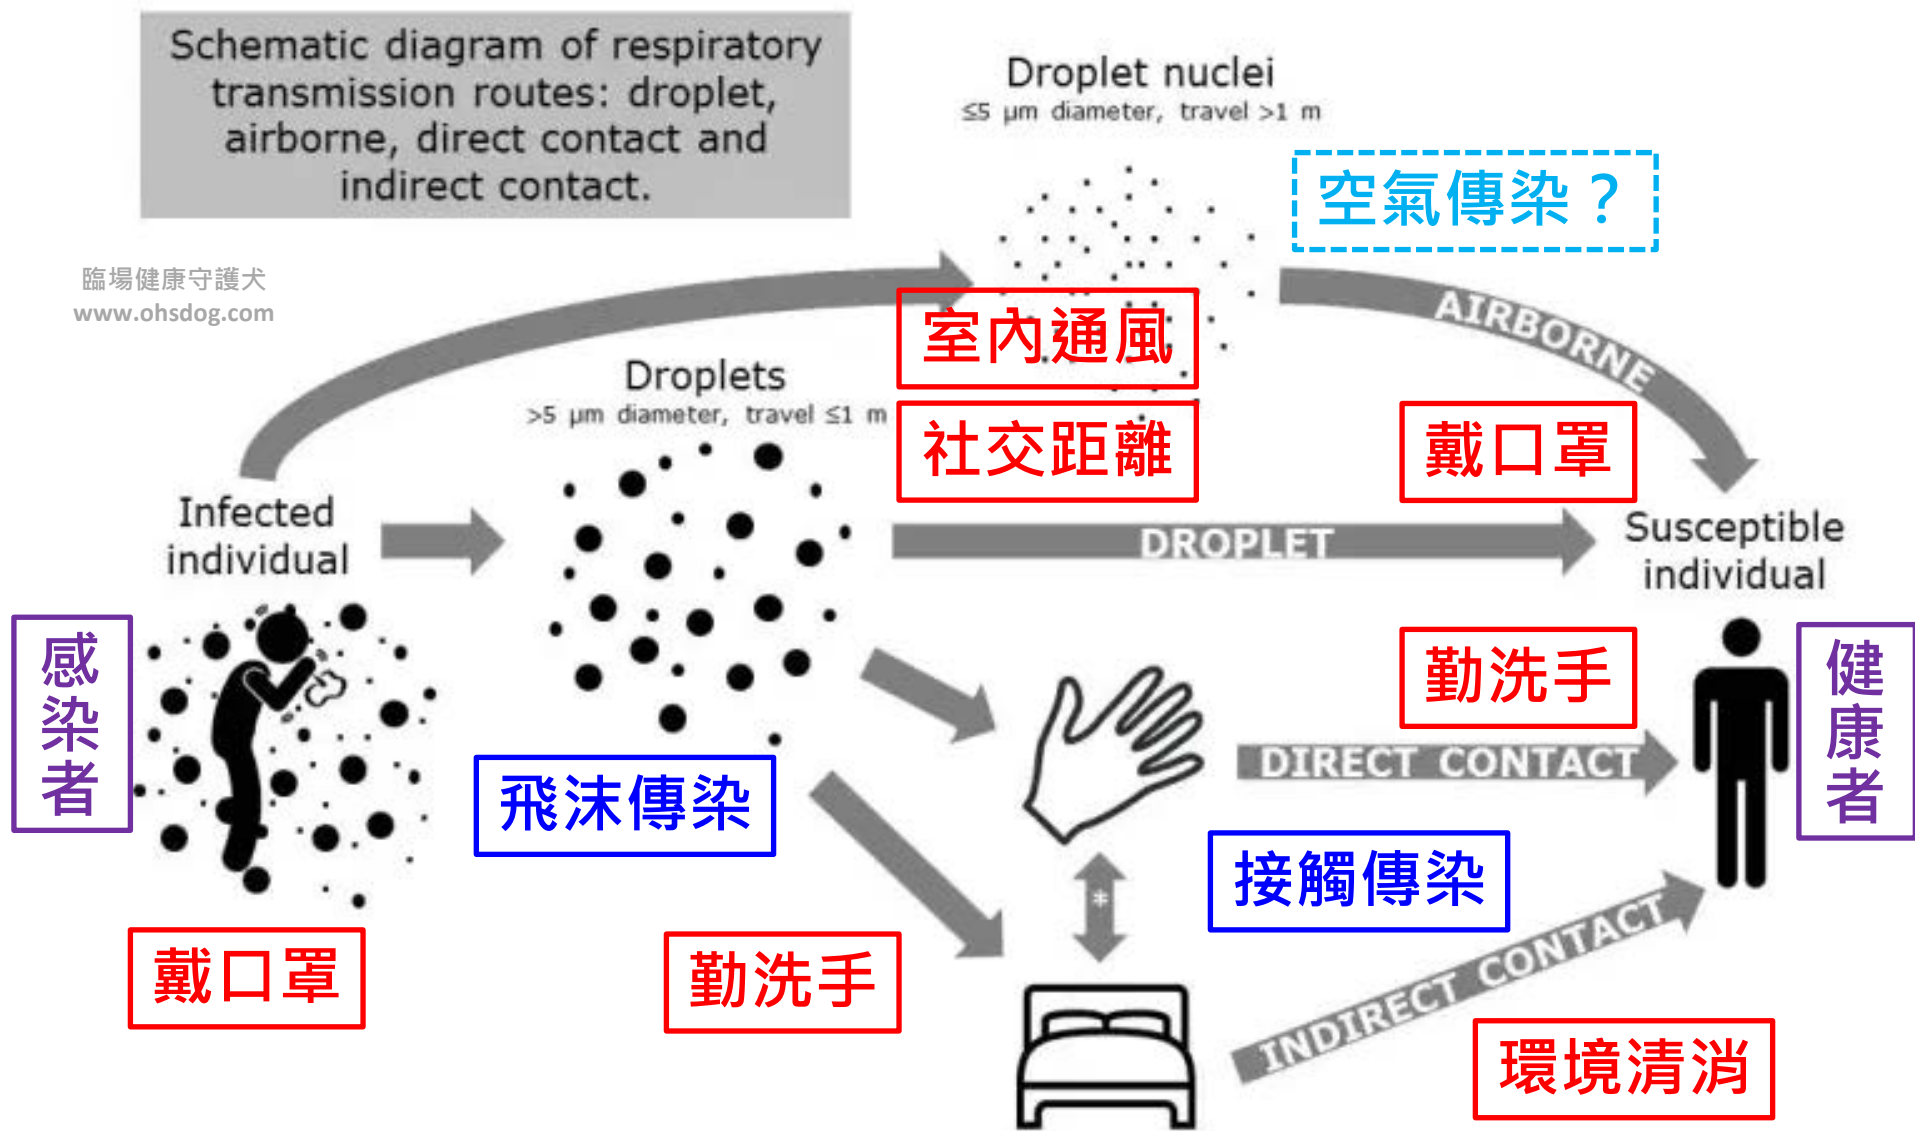 Schematic diagram of respiratory
transmission routes: droplet,
airborne, direct contact and
indirect contact.
Droplet nuclei
≤5 µm diameter, travel >1 m
空氣傳染？
臨場健康守護犬
www.ohsdog.com
AIRBORNE
室內通風
Droplets
>5 µm diameter, travel ≤1 m
社交距離
戴口罩
Infected
individual
DROPLET
Susceptible
individual
感染者
勤洗手
健康者
DIRECT CONTACT
飛沫傳染
接觸傳染
*
戴口罩
勤洗手
INDIRECT CONTACT
環境清消